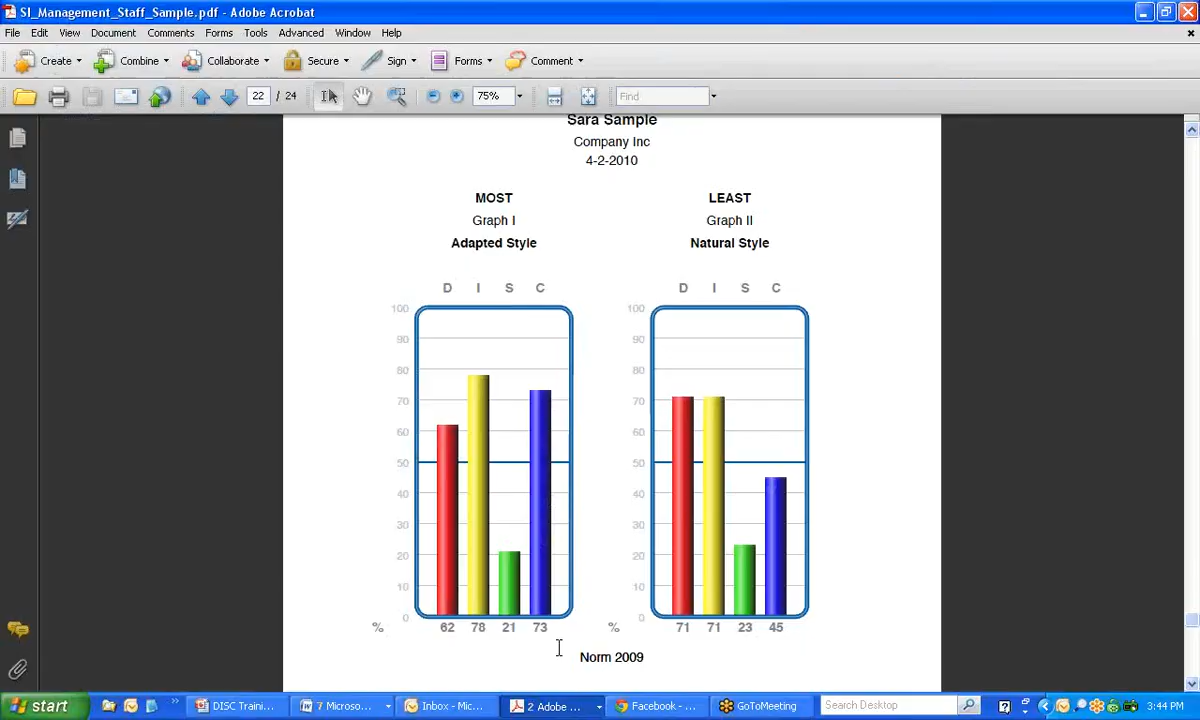 SI_Management_Staff_Sample.pdf - Adobe Acrobat
File Edit View Document Comments Forms Tools Advanced Window Help
Create Combine Collaborate Secure Sign Forms Comment
22 / 24 75% Find
Sara Sample
Company Inc
4-2-2010
MOST LEAST
Graph I Graph II
Adapted Style Natural Style
D I S C D I S C
100 100
90 90
80 80
70 70
60 60
50 50
40 40
30 30
20 20
10 10
0 0
% 62 78 21 73 % 71 71 23 45
Norm 2009
start DISC Traini... 7 Microso... Inbox - Mic... 2 Adobe ... Facebook - ... GoToMeeting Search Desktop 3:44 PM